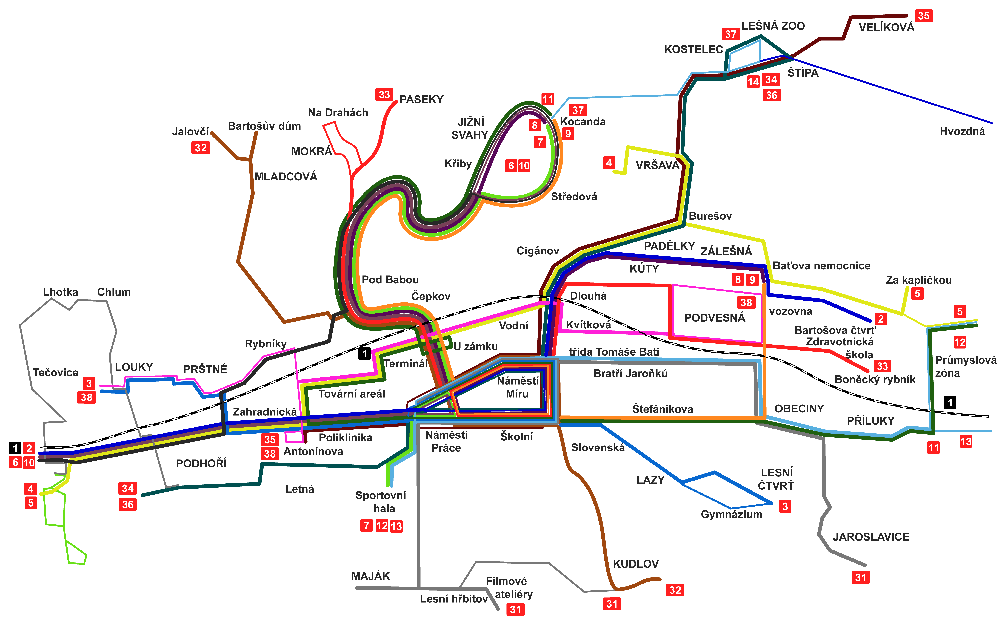 35
LEŠNÁ ZOO
VELÍKOVÁ
37
KOSTELEC
ŠTÍPA
14
34
36
33
PASEKY
11
Na Drahách
37
JIŽNÍ
SVAHY
8
Kocanda
Bartošův dům
Jalovčí
9
Hvozdná
7
32
MOKRÁ
Křiby
6
10
4
VRŠAVA
MLADCOVÁ
Středová
Burešov
PADĚLKY
Cigánov
ZÁLEŠNÁ
KÚTY
Baťova nemocnice
Pod Babou
8
9
Za kapličkou
Lhotka
Chlum
Čepkov
Dlouhá
5
38
vozovna
PODVESNÁ
5
2
Vodní
Kvítková
Bartošova čtvrť
Rybníky
U zámku
Zdravotnická
škola
12
1
třída Tomáše Bati
Terminál
Průmyslová
zóna
LOUKY
PRŠTNÉ
33
Tečovice
Bratří Jaroňků
Boněcký rybník
3
Náměstí
Míru
38
Tovární areál
1
Zahradnická
Štefánikova
OBECINY
PŘÍLUKY
35
Poliklinika
Náměstí
Práce
Školní
13
1
2
38
Antonínova
Slovenská
11
6
10
PODHOŘÍ
LESNÍ
ČTVRŤ
LAZY
4
34
Letná
5
36
Sportovní
hala
3
Gymnázium
7
12
13
JAROSLAVICE
KUDLOV
MAJÁK
31
Filmové
ateliéry
32
Lesní hřbitov
31
31